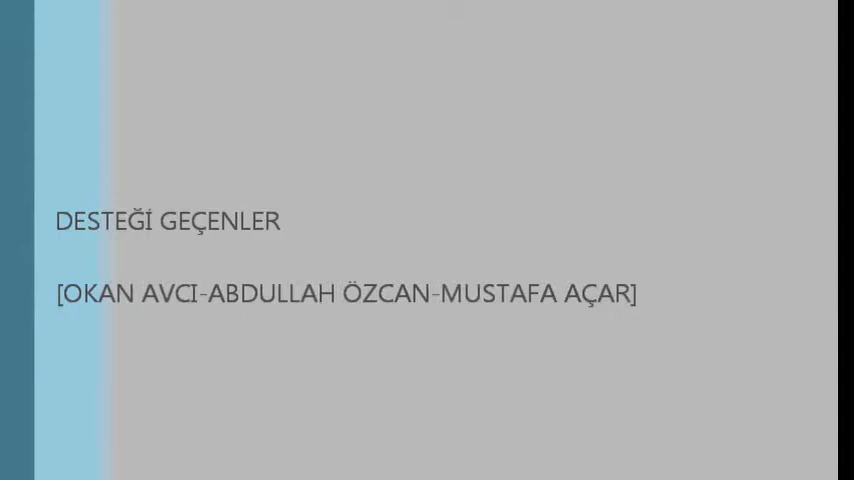 DESTEĞİ GEÇENLER
[OKAN AVCI-ABDULLAH ÖZCAN-MUSTAFA AÇAR]